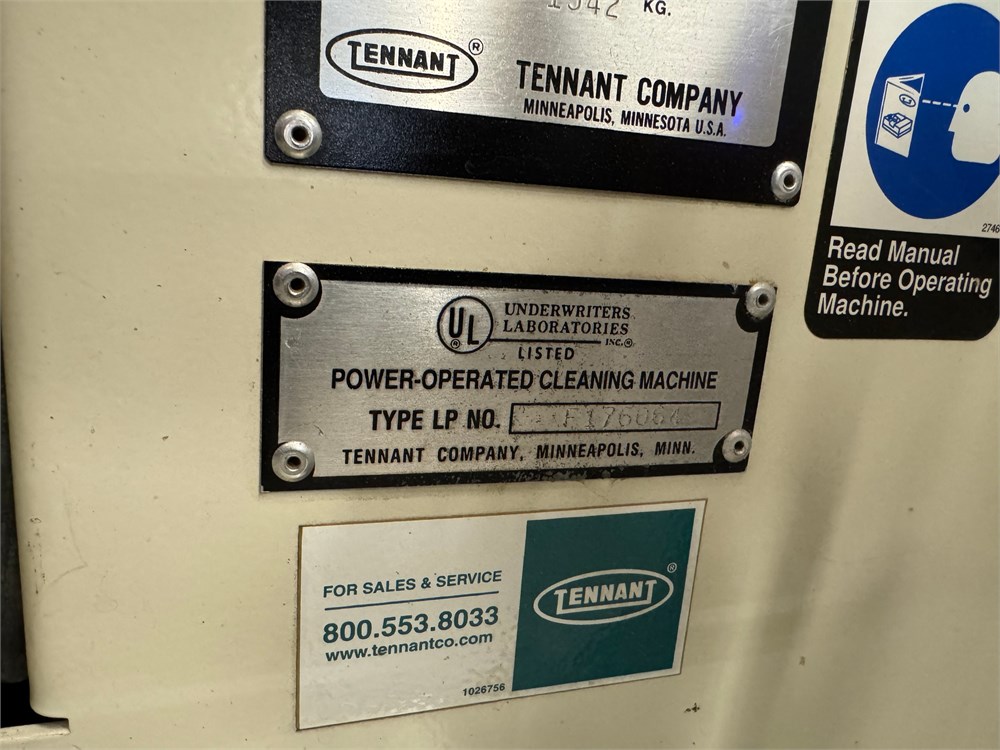 KG.
TENNANT®
TENNANT COMPANY
MINNEAPOLIS, MINNESOTA U.S.A.
2746
Read Manual
Before Operating
Machine.
UL®
UNDERWRITERS
LABORATORIES
INC.®
LISTED
POWER-OPERATED CLEANING MACHINE
TYPE LP NO.
TENNANT COMPANY, MINNEAPOLIS, MINN.
FOR SALES & SERVICE
800.553.8033
www.tennantco.com
1026756
TENNANT®